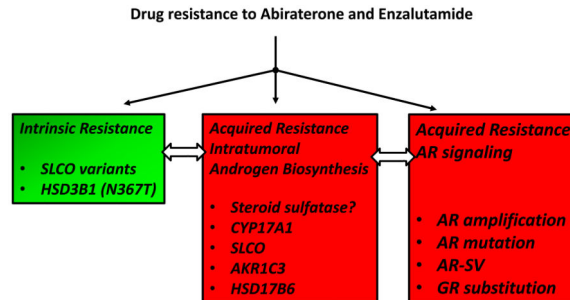 Drug resistance to Abiraterone and Enzalutamide
Intrinsic Resistance
• SLCO variants
• HSD3B1 (N367T)
Acquired Resistance
Intratumoral
Androgen Biosynthesis
• Steroid sulfatase?
• CYP17A1
• SLCO
• AKR1C3
• HSD17B6
Acquired Resistance
AR signaling
• AR amplification
• AR mutation
• AR-SV
• GR substitution